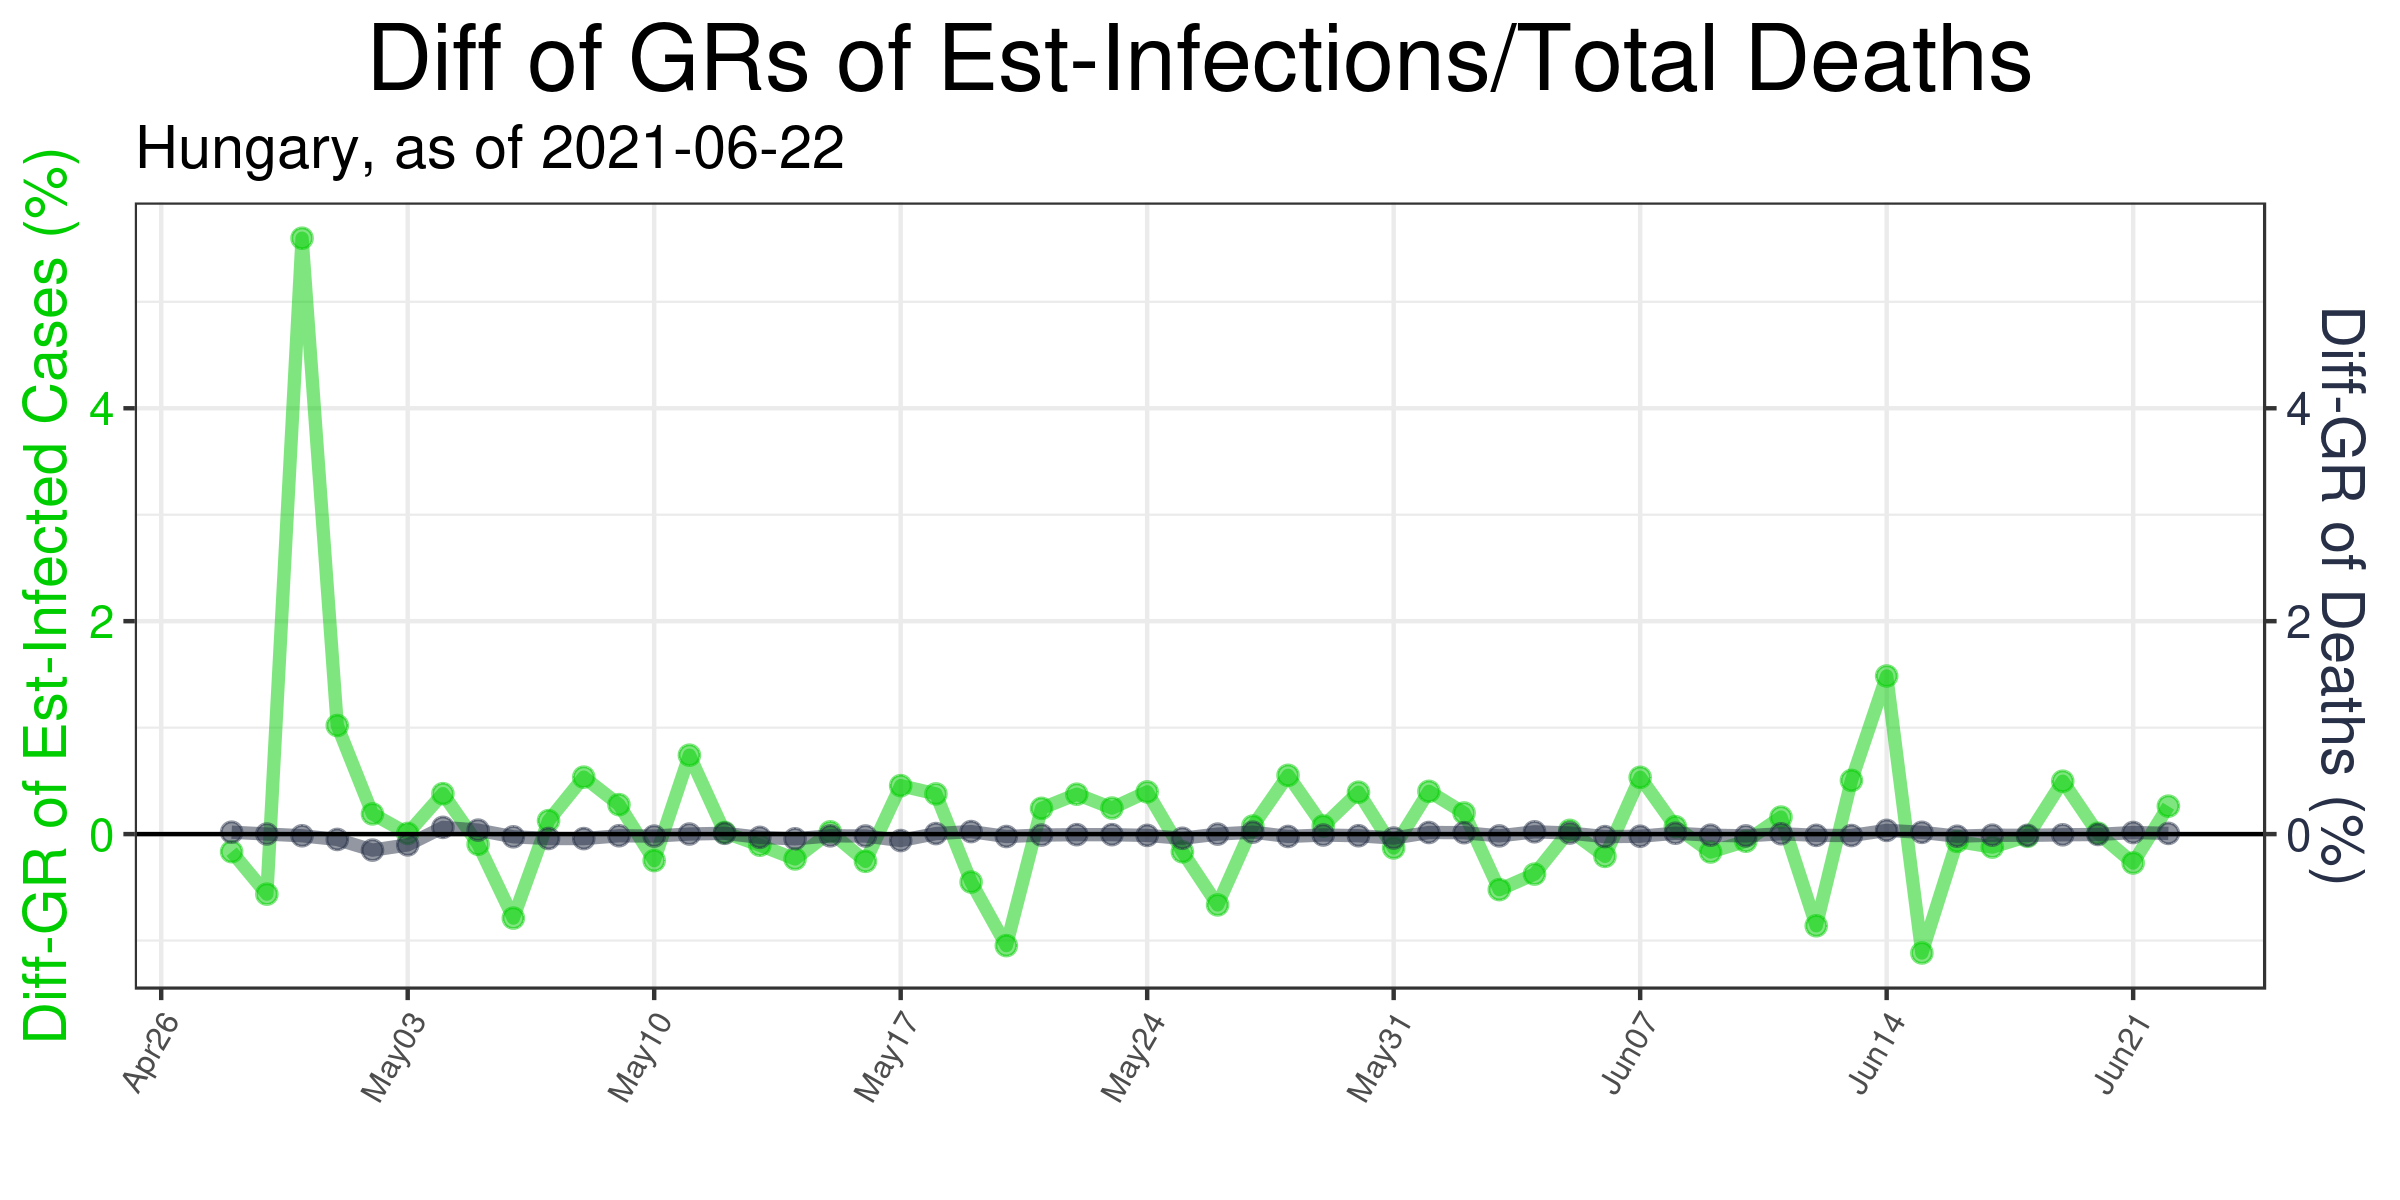 Diff of GRs of Est-Infections/Total Deaths
Hungary, as of 2021-06-22
Diff-GR of Est-Infected Cases (%)
4
2
0
4
2
0
Diff-GR of Deaths (%)
Apr26
May03
May10
May17
May24
May31
Jun07
Jun14
Jun21